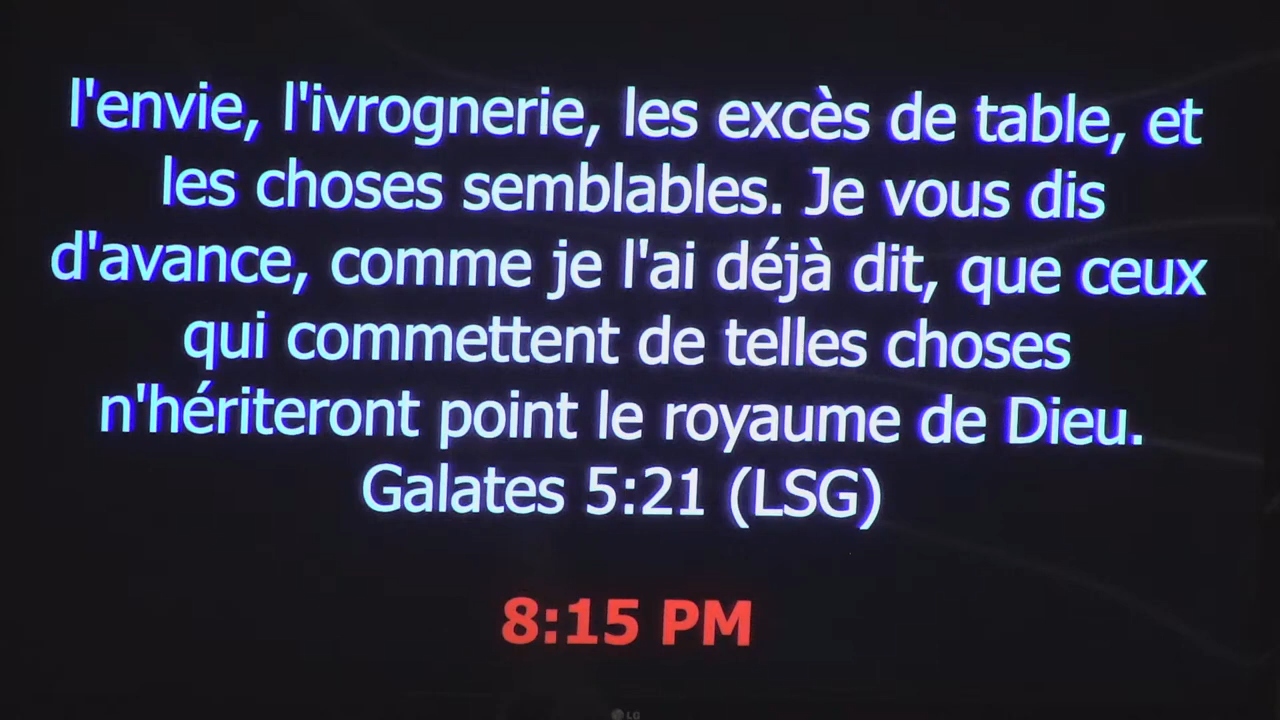 l'envie, l'ivrognerie, les excès de table, et
les choses semblables. Je vous dis
d'avance, comme je l'ai déjà dit, que ceux
qui commettent de telles choses
n'hériteront point le royaume de Dieu.
Galates 5:21 (LSG)
8:15 PM
LG